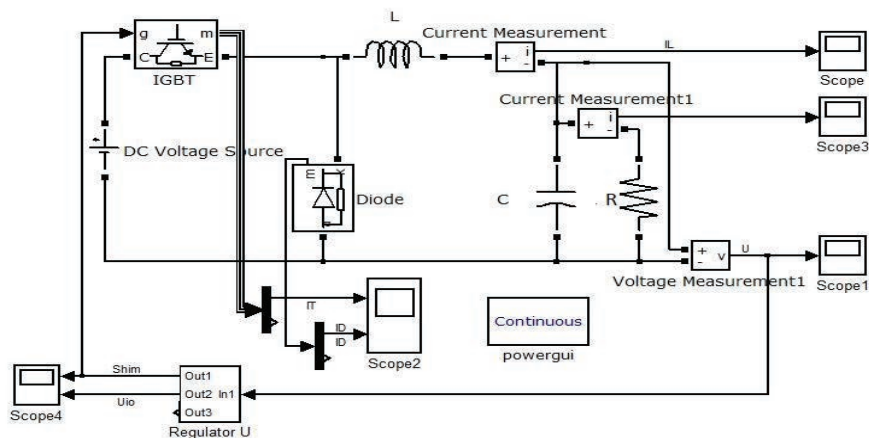 L
Current Measurement
g
m
C
E
IGBT
+
i
-
IL
Scope
Current Measurement1
+
i
-
Scope3
DC Voltage Source
m
k
a
Diode
C
R
+
-
v
U
Voltage Measurement1
Scope1
IT
ID
ID
Scope2
Continuous
powergui
Shim
Uio
Scope4
Out1
Out2
In1
Out3
Regulator U